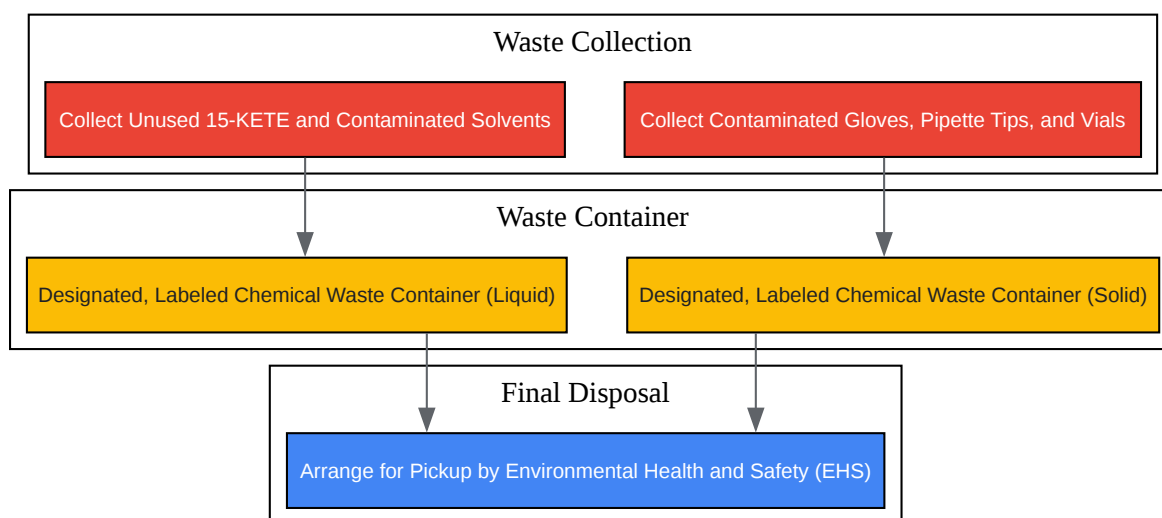 Waste Collection
Collect Unused 15-KETE and Contaminated Solvents
Collect Contaminated Gloves, Pipette Tips, and Vials
Waste Container
Designated, Labeled Chemical Waste Container (Liquid)
Designated, Labeled Chemical Waste Container (Solid)
Final Disposal
Arrange for Pickup by Environmental Health and Safety (EHS)